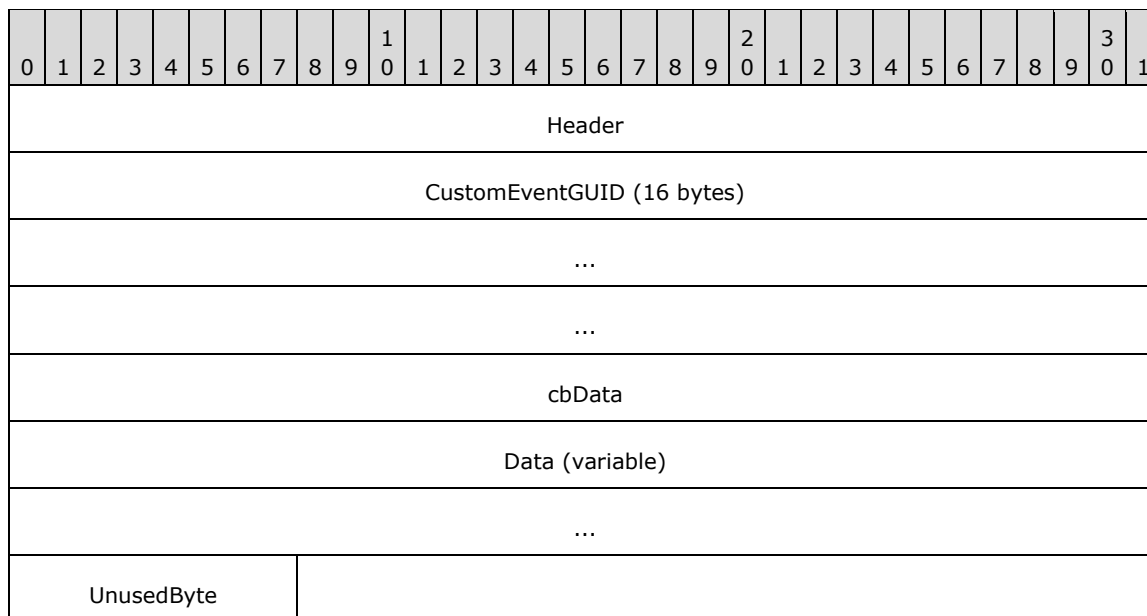 1 2 3
0 1 2 3 4 5 6 7 8 9 0 1 2 3 4 5 6 7 8 9 0 1 2 3 4 5 6 7 8 9 0 1
Header
CustomEventGUID (16 bytes)
...
...
cbData
Data (variable)
...
UnusedByte